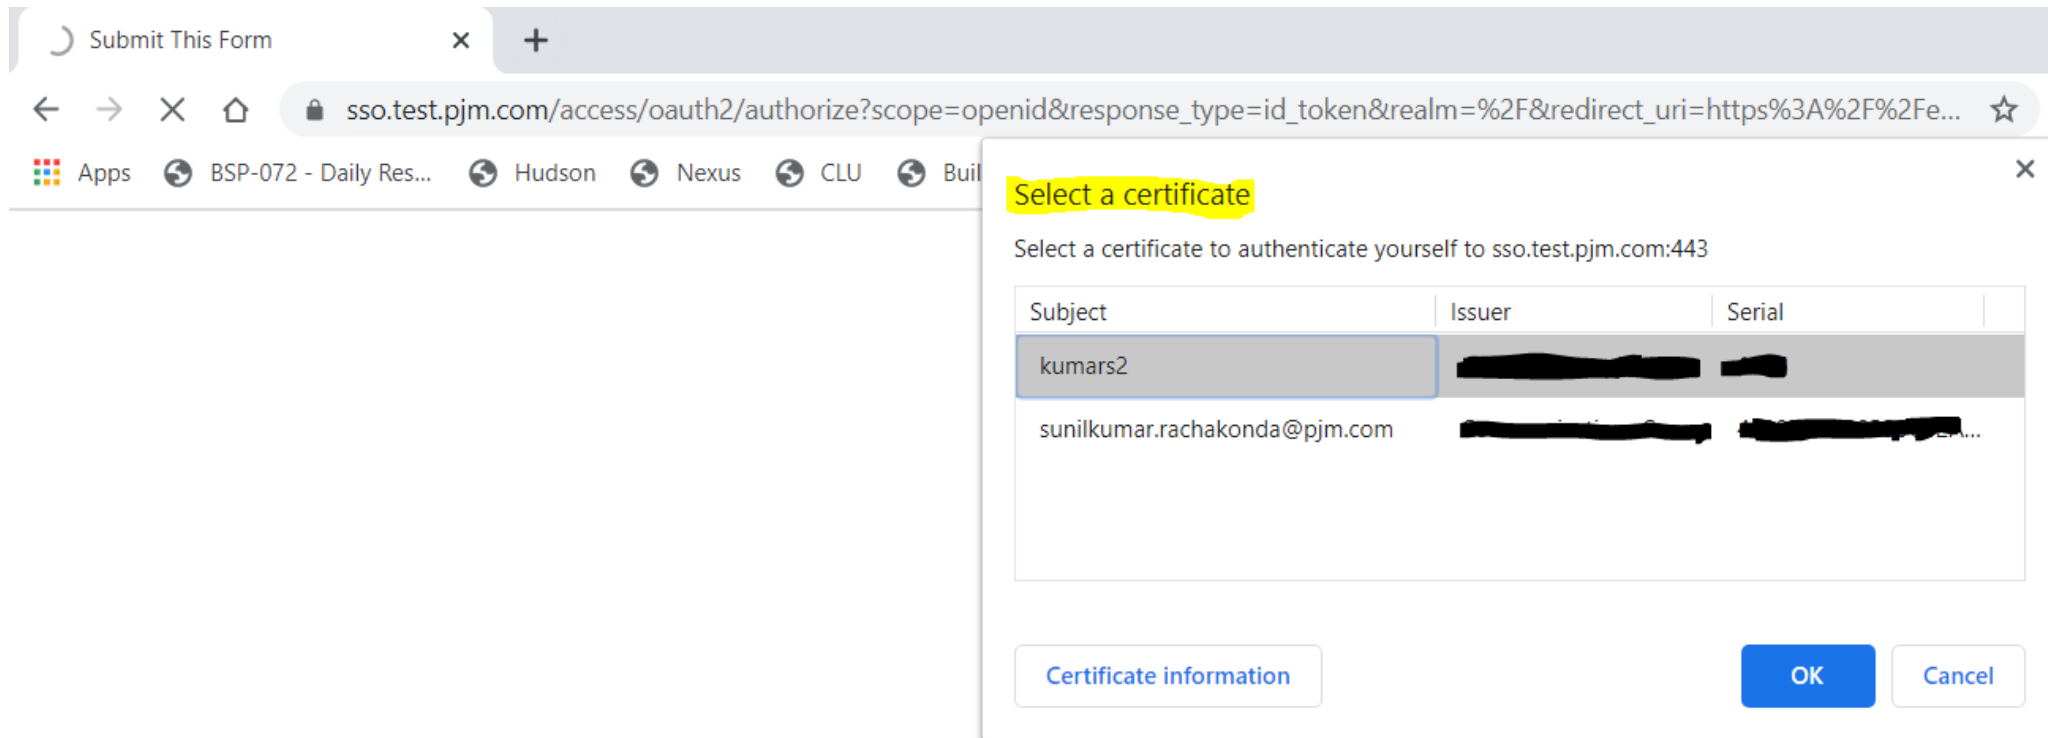 Submit This Form
sso.test.pjm.com/access/oauth2/authorize?scope=openid&response_type=id_token&realm=%2F&redirect_uri=https%3A%2F%2Fe...
Apps BSP-072 - Daily Res... Hudson Nexus CLU Buil
Select a certificate
Select a certificate to authenticate yourself to sso.test.pjm.com:443
Subject Issuer Serial
kumars2
sunilkumar.rachakonda@pjm.com
Certificate information OK Cancel